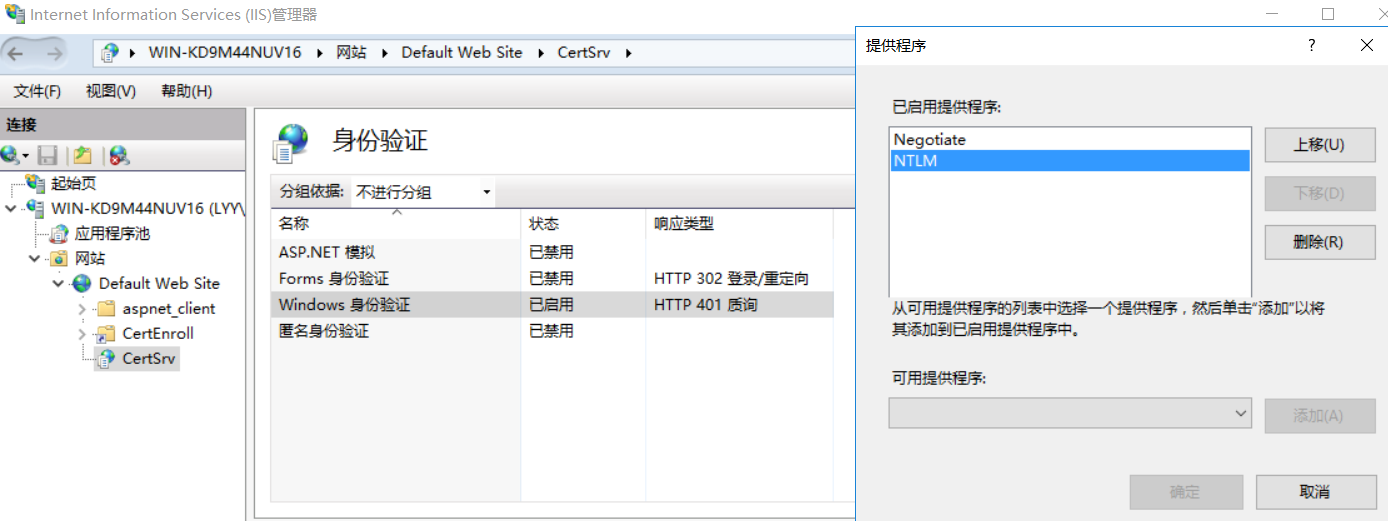 Internet Information Services (IIS)管理器
WIN-KD9M44NUV16 网站 Default Web Site CertSrv
文件(F) 视图(V) 帮助(H)
连接
起始页
WIN-KD9M44NUV16 (LYY\
应用程序池
网站
Default Web Site
aspnet_client
CertEnroll
CertSrv
身份验证
分组依据: 不进行分组
名称 状态 响应类型
ASP.NET 模拟 已禁用
Forms 身份验证 已禁用 HTTP 302 登录/重定向
Windows 身份验证 已启用 HTTP 401 质询
匿名身份验证 已禁用
提供程序 ?
已启用提供程序:
Negotiate
NTLM
上移(U)
下移(D)
删除(R)
从可用提供程序的列表中选择一个提供程序，然后单击“添加”以将
其添加到已启用提供程序中。
可用提供程序:
添加(A)
确定 取消